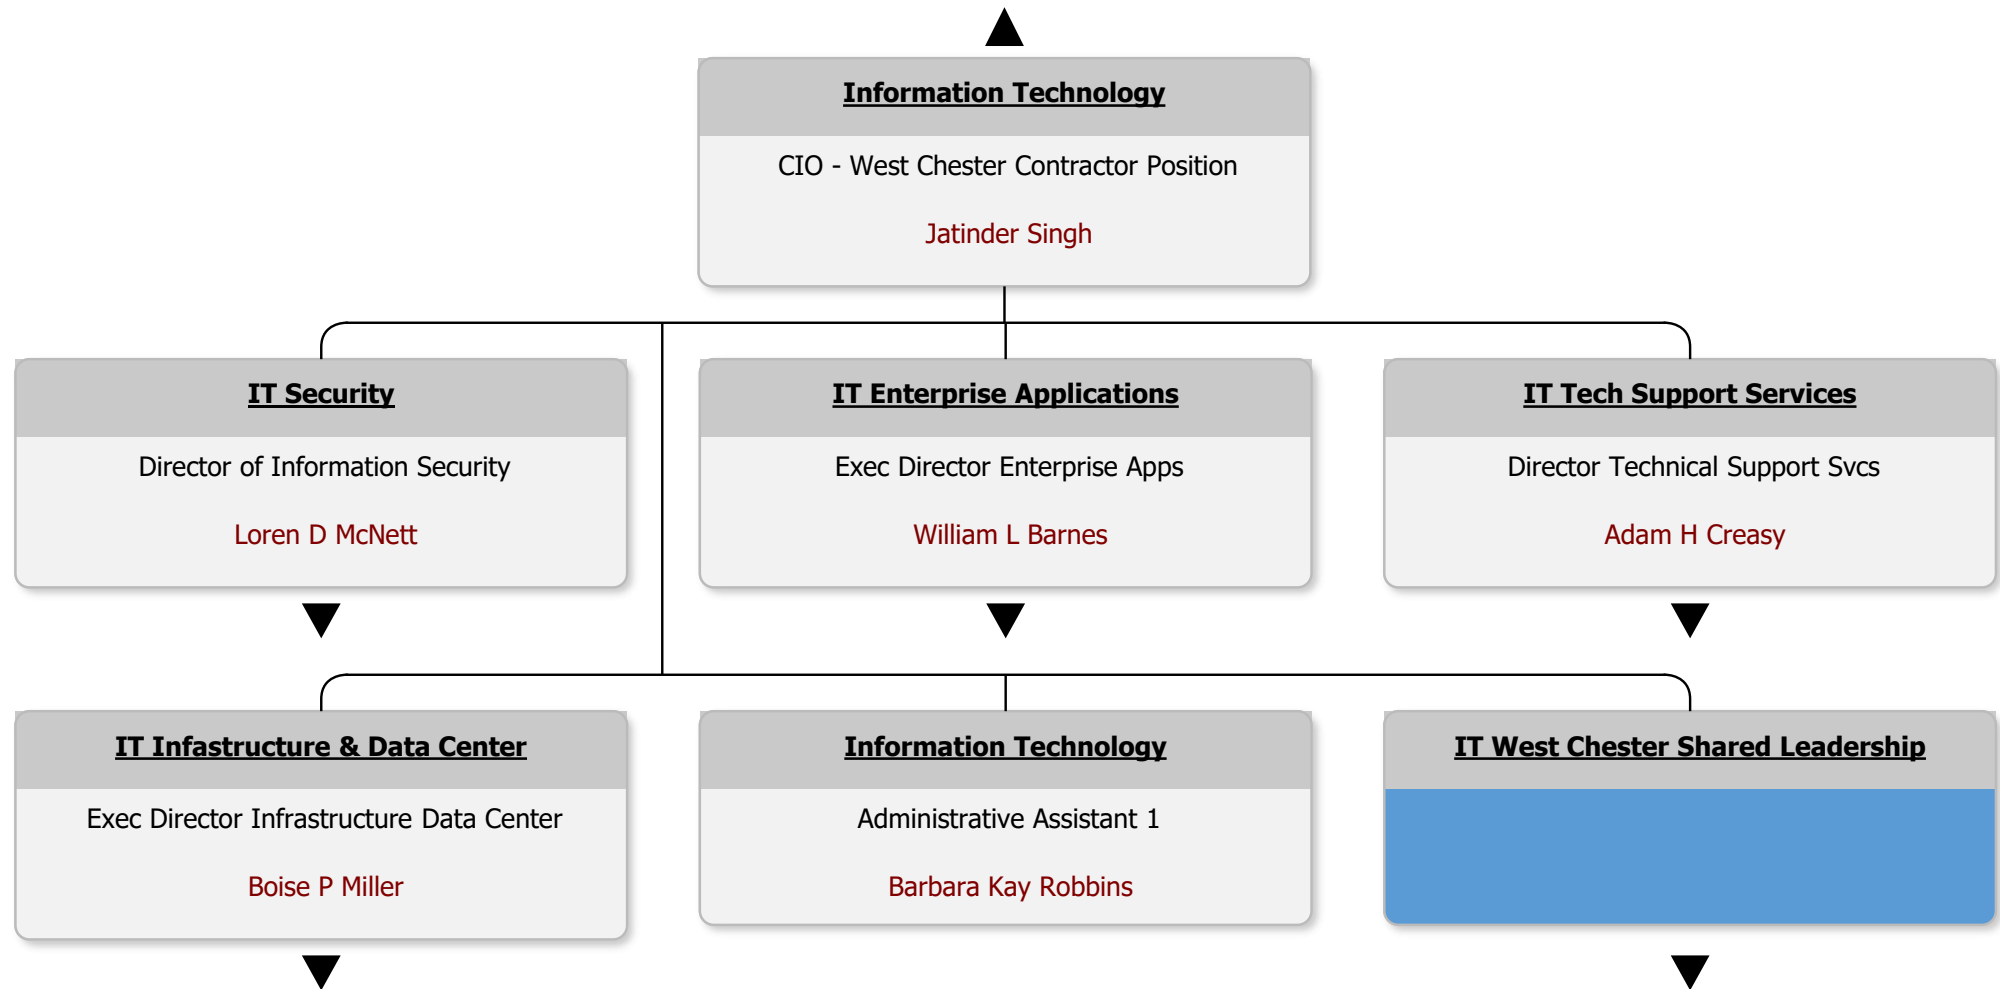 Information Technology
CIO - West Chester Contractor Position
Jatinder Singh
IT Security
Director of Information Security
Loren D McNett
IT Enterprise Applications
Exec Director Enterprise Apps
William L Barnes
IT Tech Support Services
Director Technical Support Svcs
Adam H Creasy
IT Infastructure & Data Center
Exec Director Infrastructure Data Center
Boise P Miller
Information Technology
Administrative Assistant 1
Barbara Kay Robbins
IT West Chester Shared Leadership